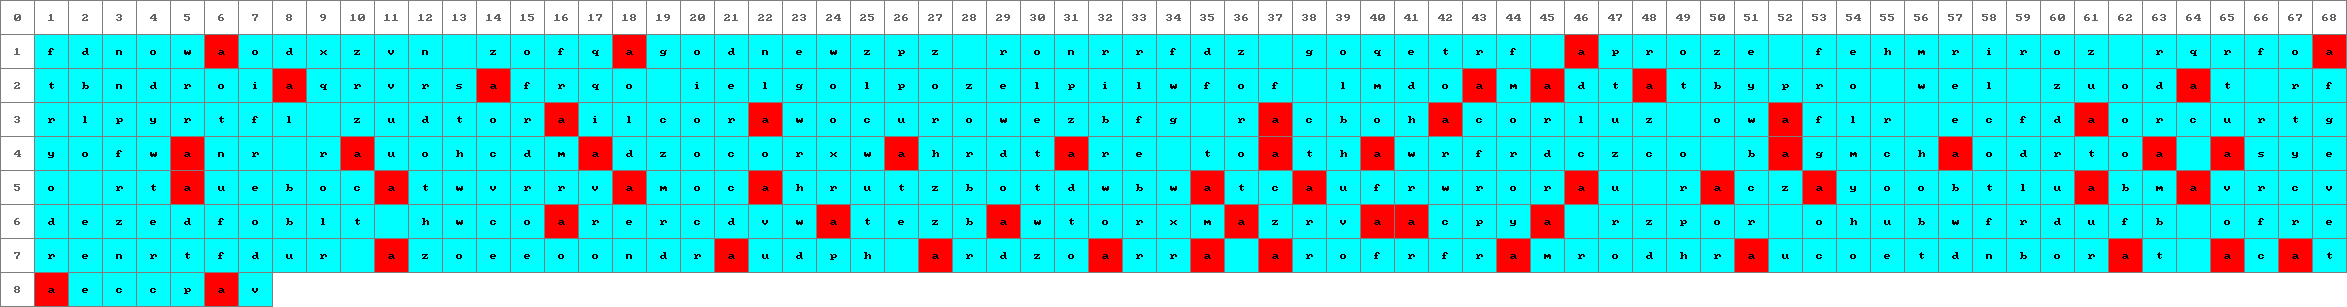 0 1 2 3 4 5 6 7 8 9 10 11 12 13 14 15 16 17 18 19 20 21 22 23 24 25 26 27 28 29 30 31 32 33 34 35 36 37 38 39 40 41 42 43 44 45 46 47 48 49 50 51 52 53 54 55 56 57 58 59 60 61 62 63 64 65 66 67 68
1 f d n o w a o d x z v n z o f q a g o d n e w z p z r o n r r f d z g o q e t r f a p r o z e f e h m r i r o z r q r f o a
2 t b n d r o i a q r v r s a f r q o i e l g o l p o z e l p i l w f o f l m d o a m a d t a t b y p r o w e l z u o d a t r f
3 r l p y r t f l z u d t o r a i l c o r a w o c u r o w e z b f g r a c b o h a c o r l u z o w a f l r e c f d a o r c u r t g
4 y o f w a n r r a u o h c d m a d z o c o r x w a h r d t a r e t o a t h a w r f r d c z c o b a g m c h a o d r t o a a s y e
5 o r t a u e b o c a t w v r r v a m o c a h r u t z b o t d w b w a t c a u f r w r o r a u r a c z a y o o b t l u a b m a v r c v
6 d e z e d f o b l t h w c o a r e r c d v w a t e z b a w t o r x m a z r v a a c p y a r z p o r o h u b w f r d u f b o f r e
7 r e n r t f d u r a z o e e o o n d r a u d p h a r d z o a r r a a r o f r f r a m r o d h r a u c o e t d n b o r a t a c a t
8 a e c c p a v